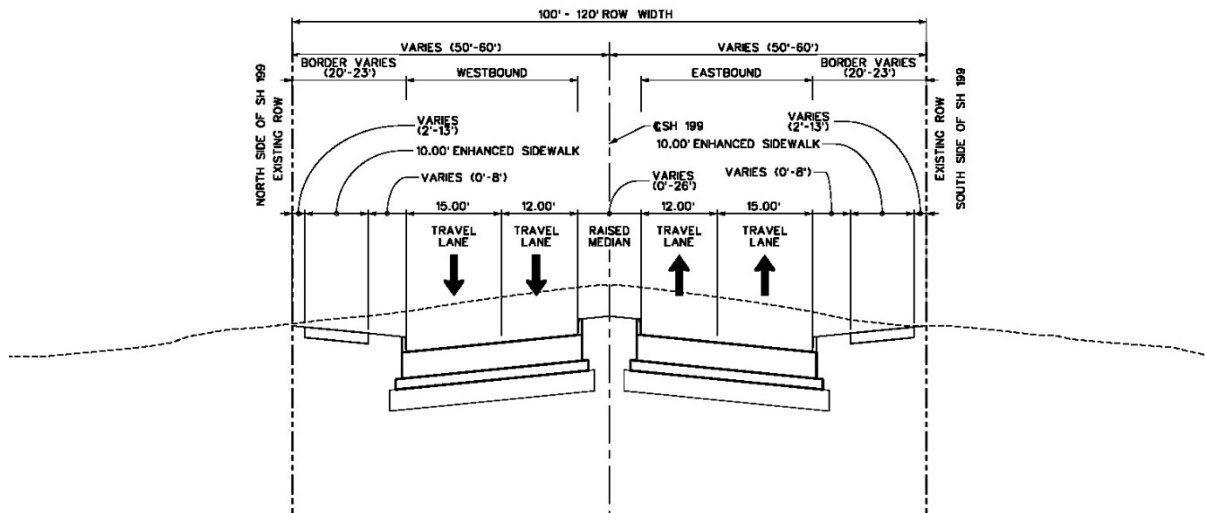 100' - 120' ROW WIDTH
VARIES (50'-60')
VARIES (50'-60')
BORDER VARIES
(20'-23')
WESTBOUND
EASTBOUND
BORDER VARIES
(20'-23')
NORTH SIDE OF SH 199
EXISTING ROW
VARIES
(2'-13')
10.00' ENHANCED SIDEWALK
VARIES (0'-8')
℄SH 199
VARIES
(0'-26')
VARIES
(2'-13')
10.00' ENHANCED SIDEWALK
VARIES (0'-8')
EXISTING ROW
SOUTH SIDE OF SH 199
15.00'
12.00'
12.00'
15.00'
TRAVEL
LANE
TRAVEL
LANE
RAISED
MEDIAN
TRAVEL
LANE
TRAVEL
LANE